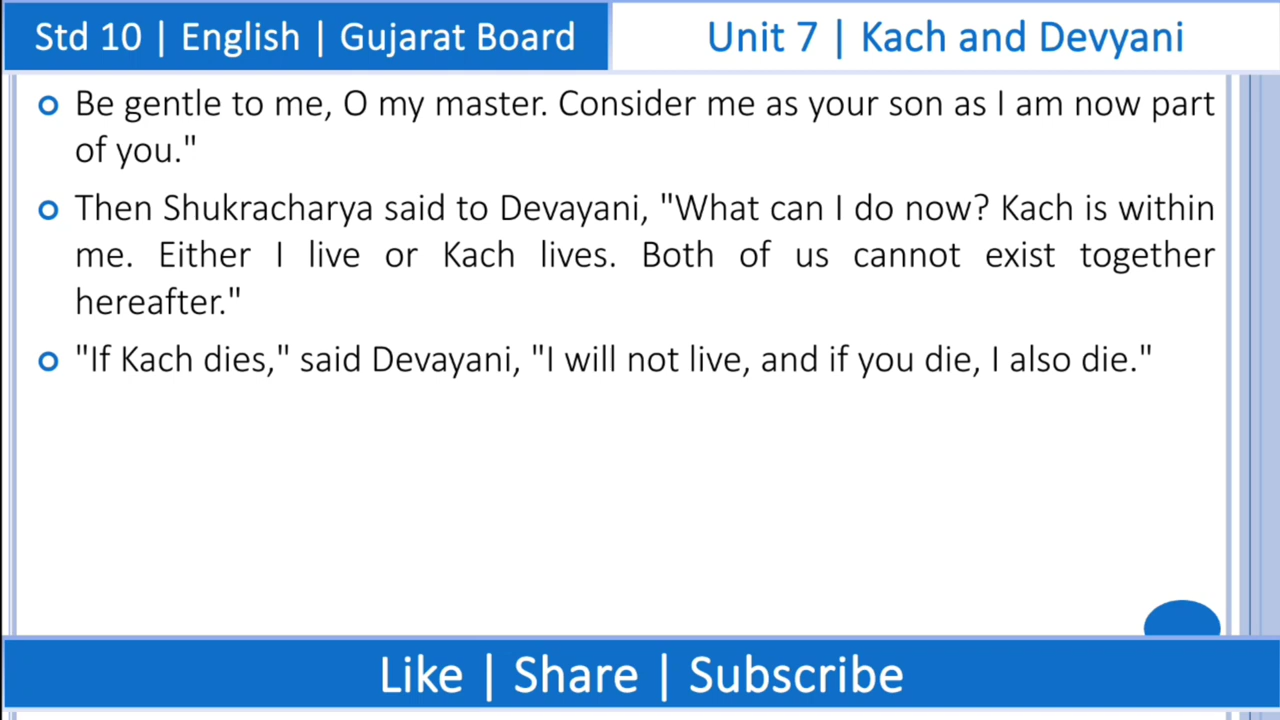 Std 10 | English | Gujarat Board
Unit 7 | Kach and Devyani
Be gentle to me, O my master. Consider me as your son as I am now part
of you."
Then Shukracharya said to Devayani, "What can I do now? Kach is within
me. Either I live or Kach lives. Both of us cannot exist together
hereafter."
"If Kach dies," said Devayani, "I will not live, and if you die, I also die."
Like | Share | Subscribe